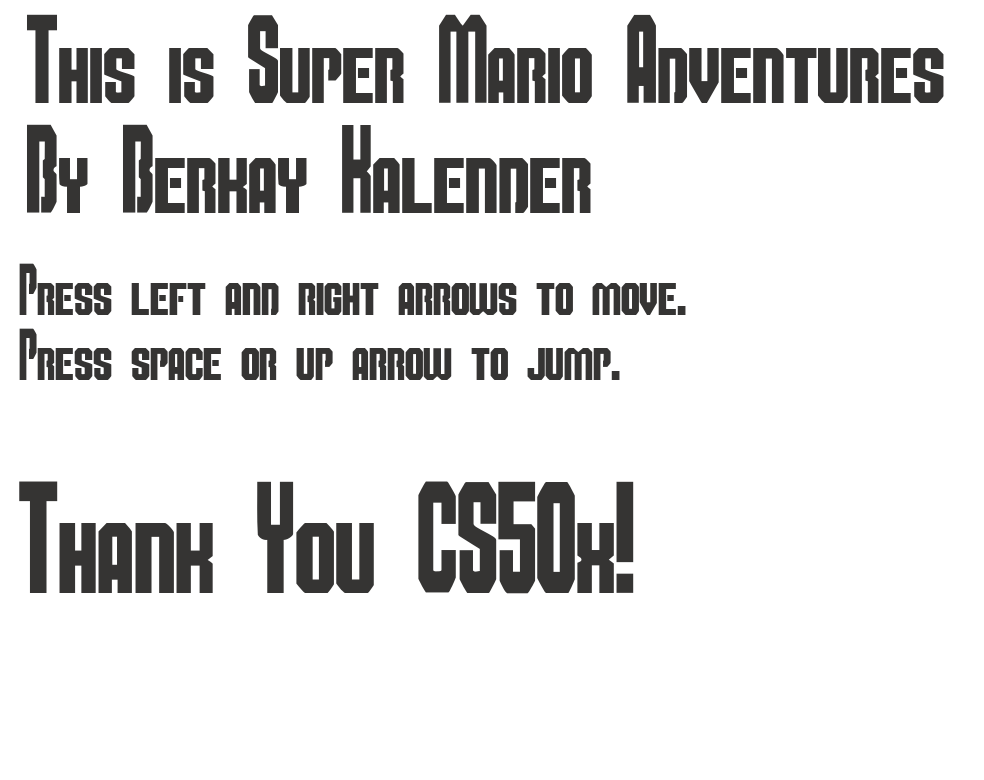 This is Super Mario Adventures
By Berkay Kalender
Press left and right arrows to move.
Press space or up arrow to jump.
Thank You CS50x!